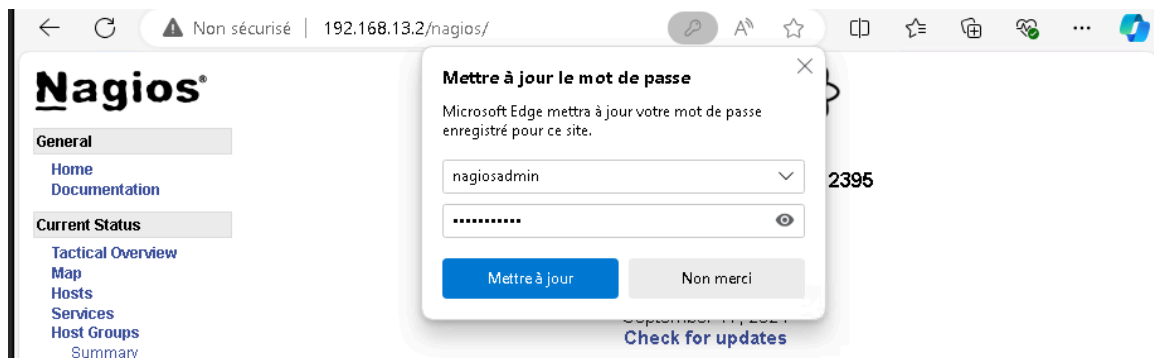 Non sécurisé | 192.168.13.2/nagios/
Nagios®
General
Home
Documentation
Current Status
Tactical Overview
Map
Hosts
Services
Host Groups
Summary
Mettre à jour le mot de passe
Microsoft Edge mettra à jour votre mot de passe
enregistré pour ce site.
nagiosadmin
•••••••••••
Mettre à jour
Non merci
2395
Check for updates